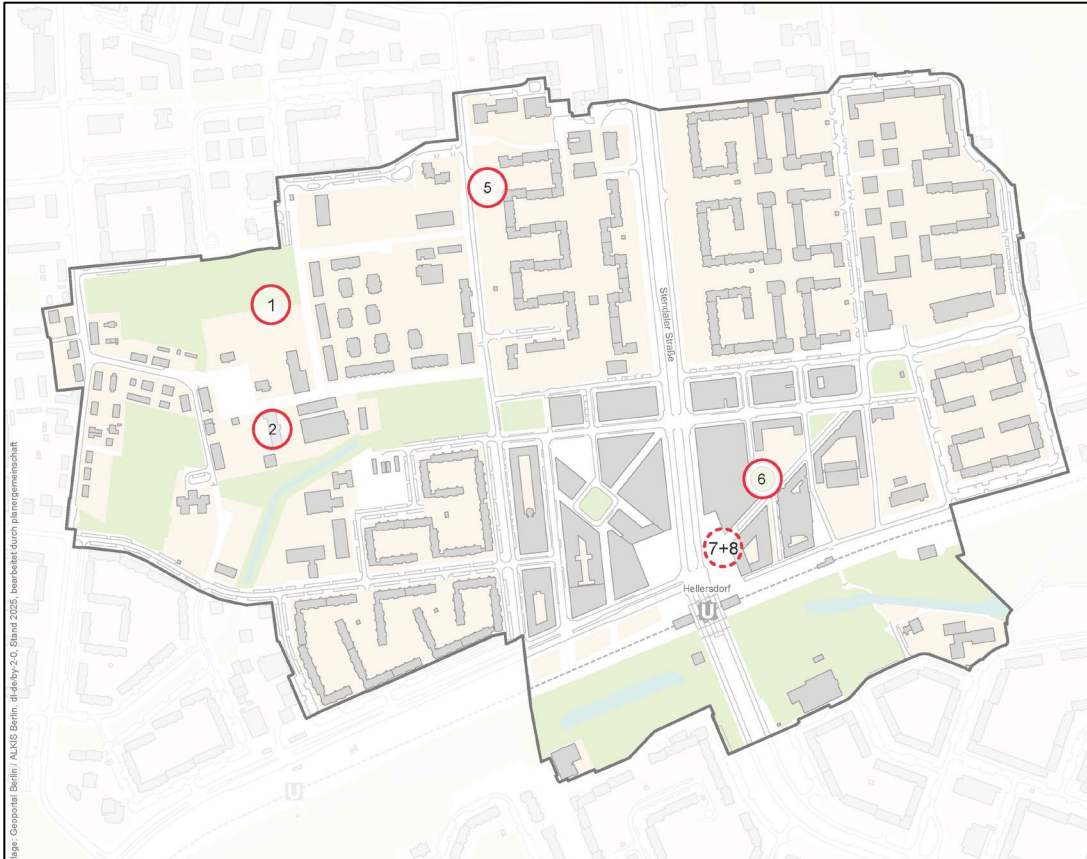 5
1
Stendaler Straße
2
6
7+8
Hellersdorf
U
U
lage: Geoportal Berlin / ALKIS Berlin, dl-de/by-2-0, Stand 2025, bearbeitet durch planergemeinschaft